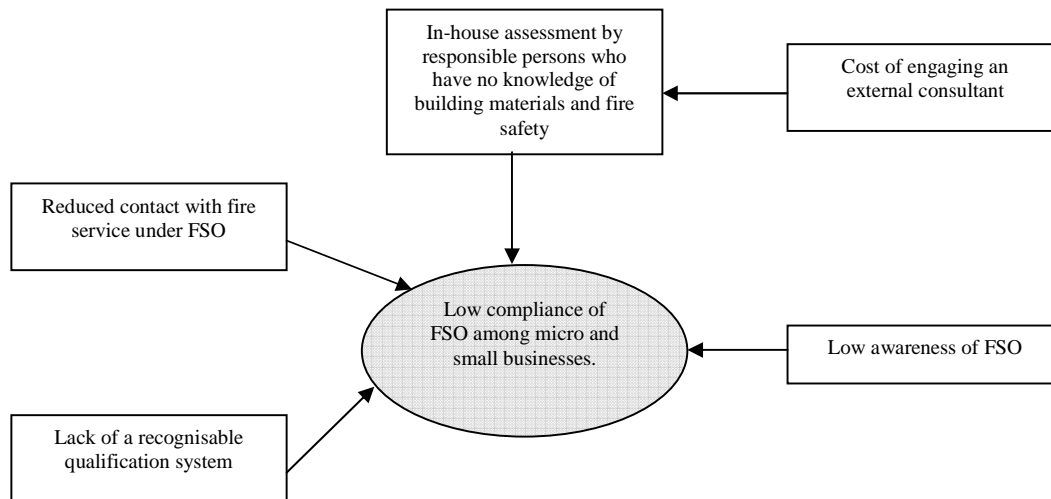 In-house assessment by
responsible persons who
have no knowledge of
building materials and fire
safety
Cost of engaging an
external consultant
Reduced contact with fire
service under FSO
Low compliance of
FSO among micro and
small businesses.
Low awareness of FSO
Lack of a recognisable
qualification system